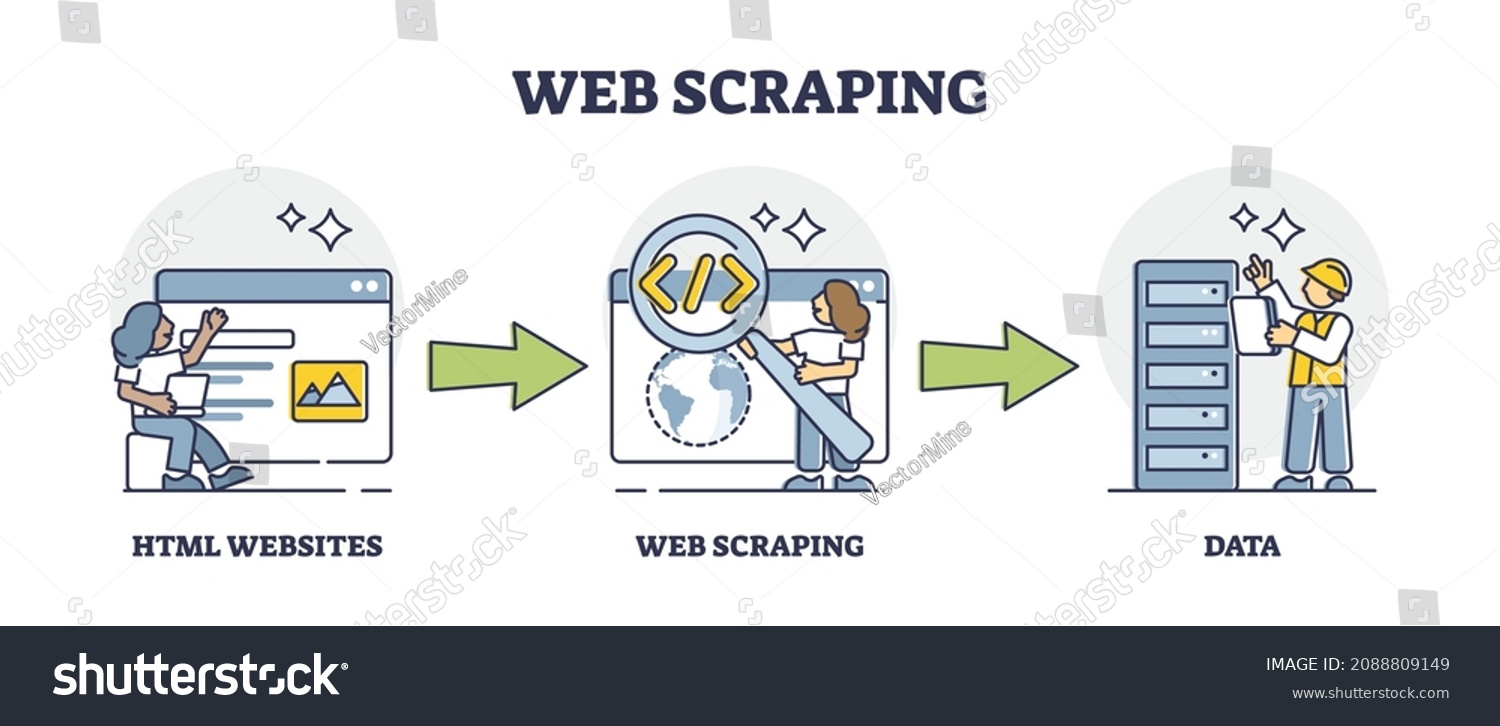 WEB SCRAPING
</>
VectorMine
VectorMine
HTML WEBSITES
WEB SCRAPING
DATA
shutterstock
shutterstock
shutterstock
shutterstock
shutterstock
shutterstock
shutterstock®
IMAGE ID: 2088809149
www.shutterstock.com